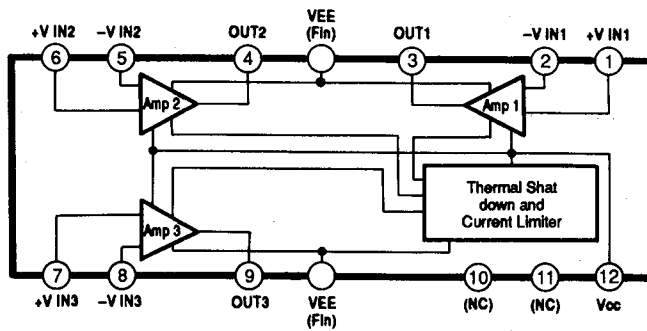 +V IN2
−V IN2
OUT2
VEE
(Fin)
OUT1
−V IN1
+V IN1
6
5
4
3
2
1
Amp 2
Amp 1
Thermal Shat
down and
Current Limiter
Amp 3
7
8
9
10
11
12
+V IN3
−V IN3
OUT3
VEE
(Fin)
(NC)
(NC)
Vcc